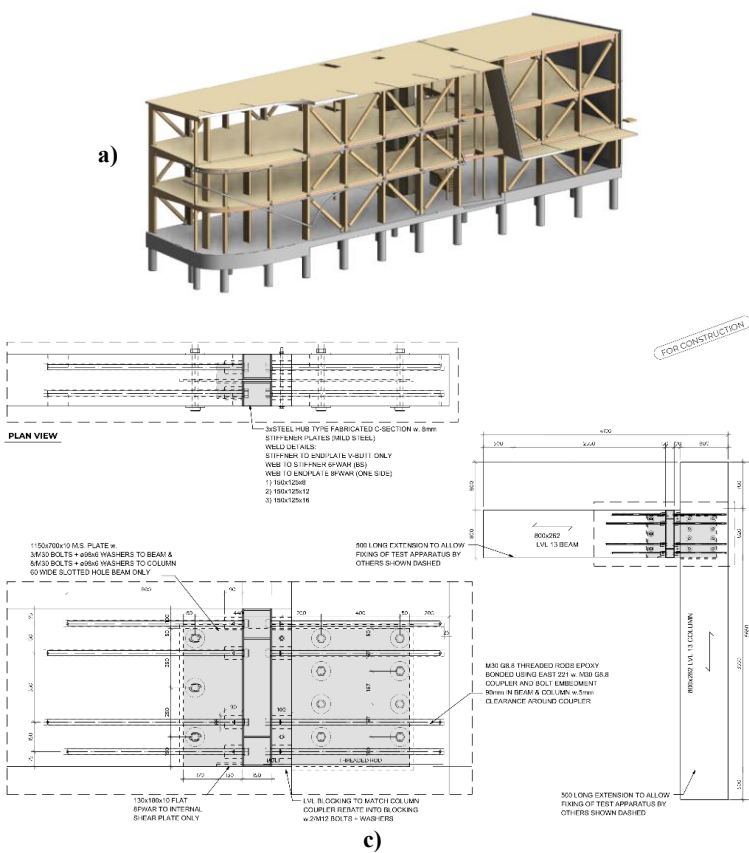 a)
FOR CONSTRUCTION
PLAN VIEW
3xSTEEL HUB TYPE FABRICATED C-SECTION w. 8mm
STIFFENER PLATES (MILD STEEL)
WELD DETAILS:
STIFFNER TO ENDPLATE V-BUTT ONLY
WEB TO STIFFNER 6FWAR (BS)
WEB TO ENDPLATE 8FWAR (ONE SIDE)
1) 150x125x8
2) 150x125x12
3) 150x125x16
1150x700x10 M.S. PLATE w.
3/M30 BOLTS + ø98x6 WASHERS TO BEAM &
8/M30 BOLTS + ø98x6 WASHERS TO COLUMN
60 WIDE SLOTTED HOLE BEAM ONLY
500 LONG EXTENSION TO ALLOW
FIXING OF TEST APPARATUS BY
OTHERS SHOWN DASHED
800x262
LVL 13 BEAM
800x262 LVL 13 COLUMN
M30 G8.8 THREADED RODS EPOXY
BONDED USING EAST 221 w. M30 G8.8
COUPLER AND BOLT EMBEDMENT
90mm IN BEAM & COLUMN w.5mm
CLEARANCE AROUND COUPLER
THREADED ROD
130x180x10 FLAT
8FWAR TO INTERNAL
SHEAR PLATE ONLY
LVL BLOCKING TO MATCH COLUMN
COUPLER REBATE INTO BLOCKING
w.2/M12 BOLTS + WASHERS
500 LONG EXTENSION TO ALLOW
FIXING OF TEST APPARATUS BY
OTHERS SHOWN DASHED
c)